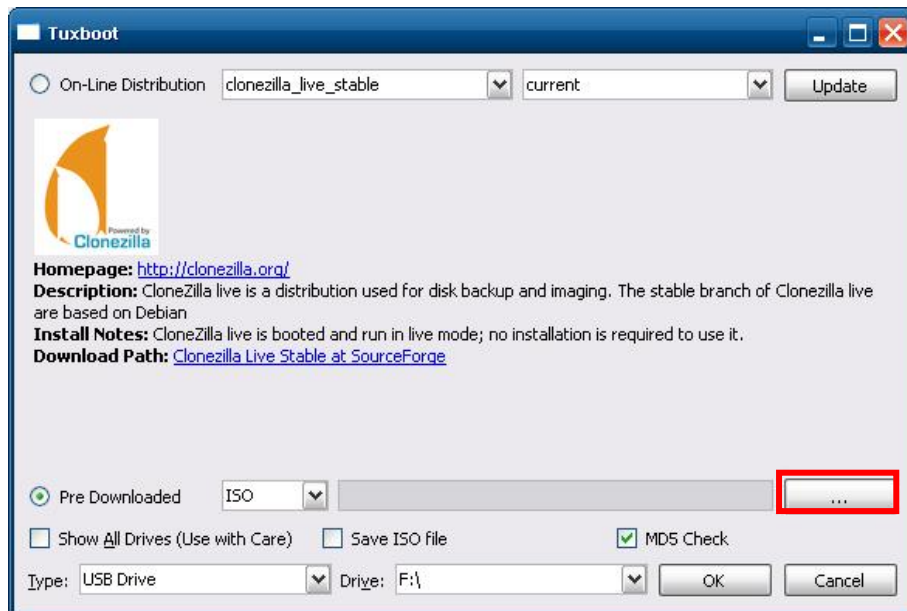 Tuxboot
On-Line Distribution clonezilla_live_stable current Update
Powered by
Clonezilla
Homepage: http://clonezilla.org/
Description: CloneZilla live is a distribution used for disk backup and imaging. The stable branch of Clonezilla live
are based on Debian
Install Notes: CloneZilla live is booted and run in live mode; no installation is required to use it.
Download Path: Clonezilla Live Stable at SourceForge
Pre Downloaded ISO ...
Show All Drives (Use with Care) Save ISO file MD5 Check
Type: USB Drive Drive: F:\ OK Cancel